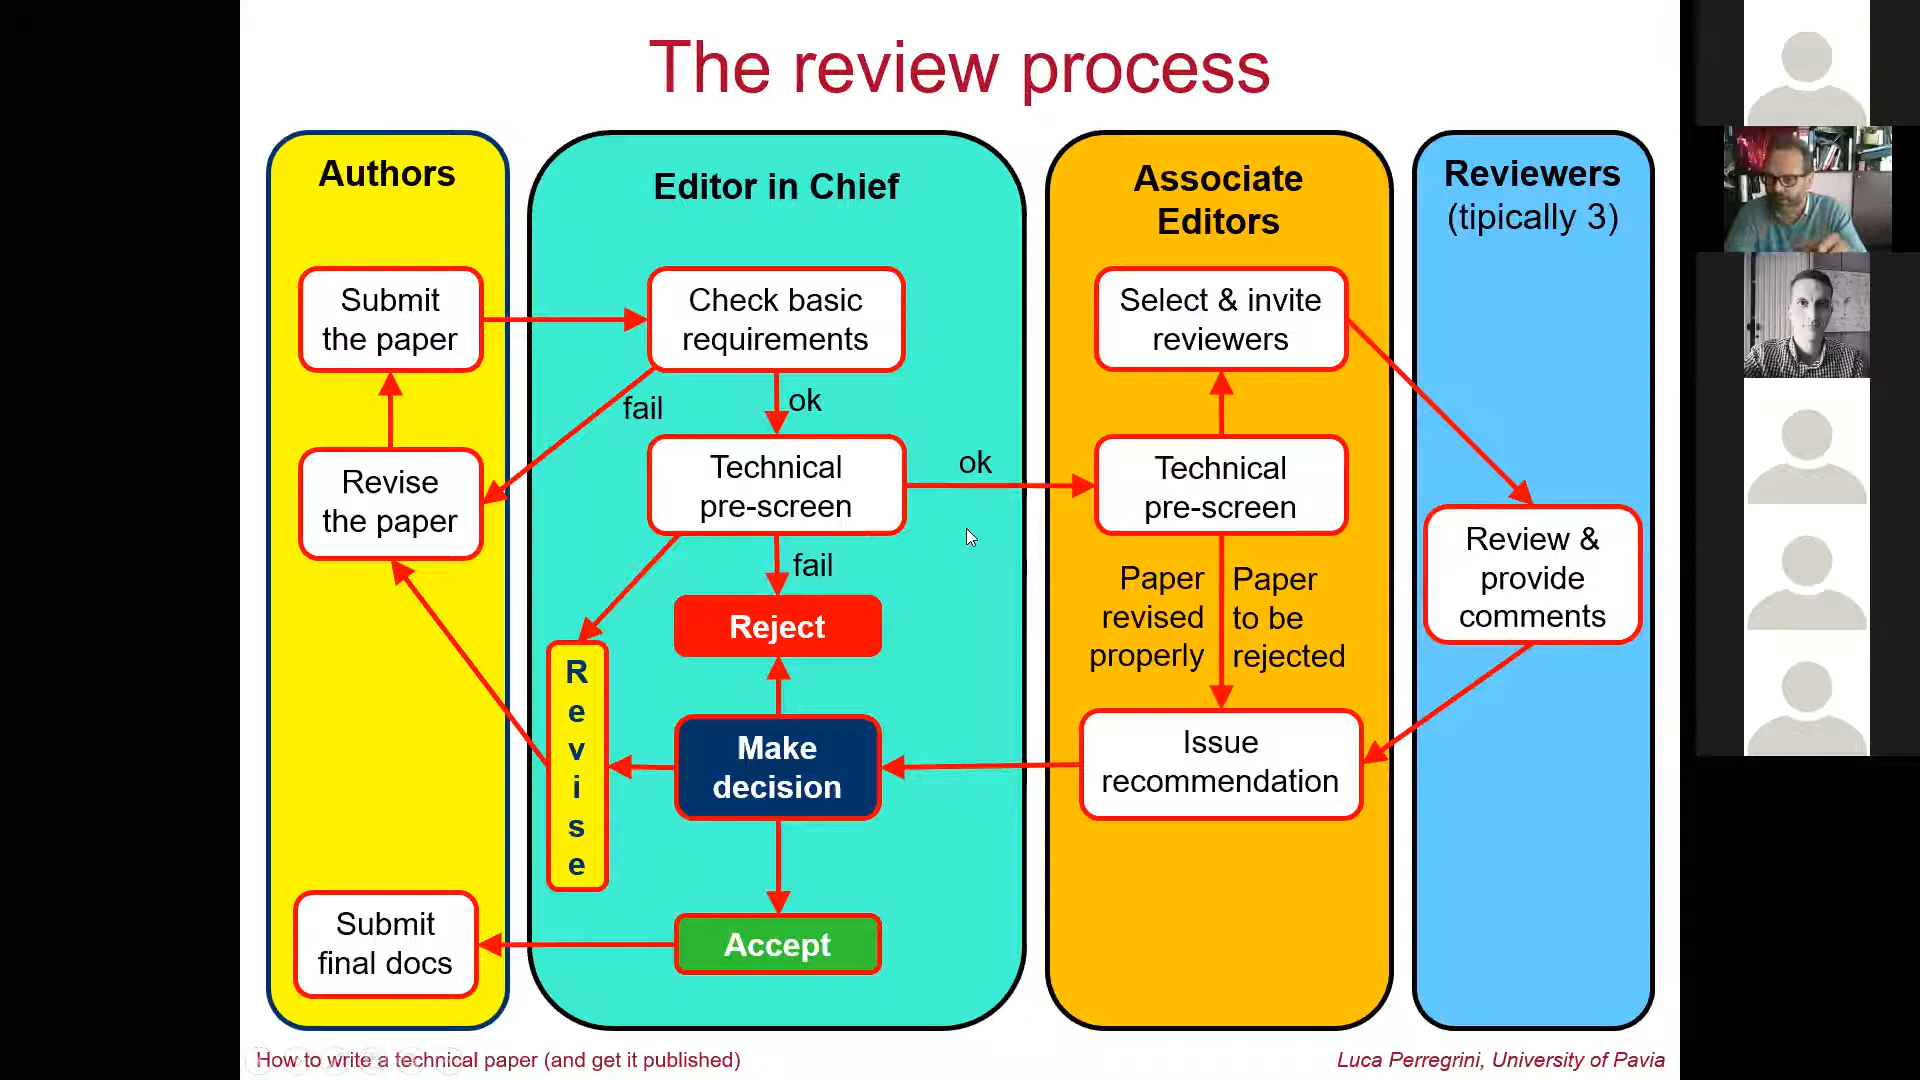 The review process
Authors
Submit
the paper
Revise
the paper
Submit
final docs
Editor in Chief
Check basic
requirements
fail
ok
Technical
pre-screen
ok
fail
Reject
Revise
Make
decision
Accept
Associate
Editors
Select & invite
reviewers
Technical
pre-screen
Paper
revised
properly
Paper
to be
rejected
Issue
recommendation
Reviewers
(tipically 3)
Review &
provide
comments
How to write a technical paper (and get it published)
Luca Perregrini, University of Pavia